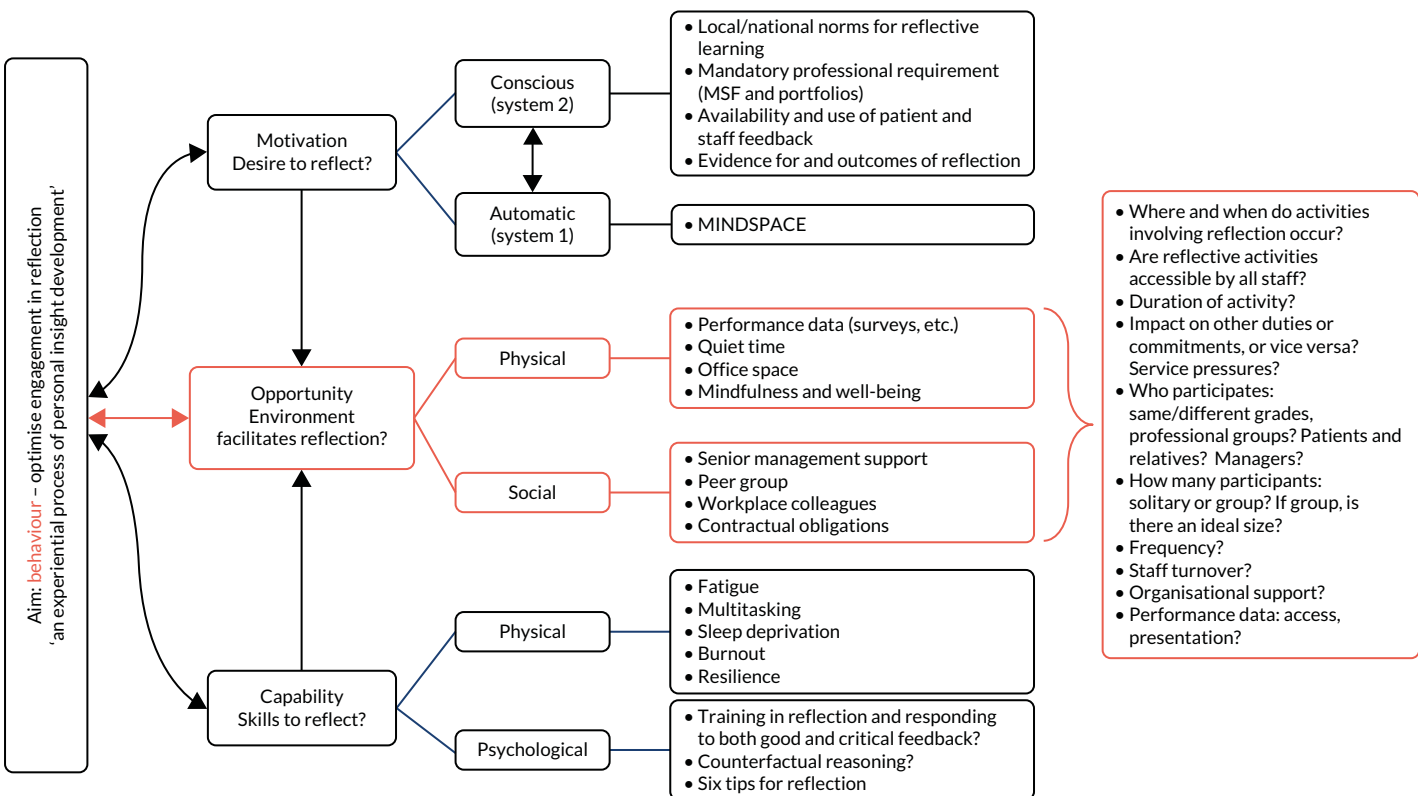 Aim: behaviour – optimise engagement in reflection
‘an experiential process of personal insight development’
Motivation
Desire to reflect?
Conscious
(system 2)
• Local/national norms for reflective
learning
• Mandatory professional requirement
(MSF and portfolios)
• Availability and use of patient and
staff feedback
• Evidence for and outcomes of reflection
Automatic
(system 1)
• MINDSPACE
Opportunity
Environment
facilitates reflection?
Physical
• Performance data (surveys, etc.)
• Quiet time
• Office space
• Mindfulness and well-being
Social
• Senior management support
• Peer group
• Workplace colleagues
• Contractual obligations
• Where and when do activities
involving reflection occur?
• Are reflective activities
accessible by all staff?
• Duration of activity?
• Impact on other duties or
commitments, or vice versa?
Service pressures?
• Who participates:
same/different grades,
professional groups? Patients and
relatives? Managers?
• How many participants:
solitary or group? If group, is
there an ideal size?
• Frequency?
• Staff turnover?
• Organisational support?
• Performance data: access,
presentation?
Capability
Skills to reflect?
Physical
• Fatigue
• Multitasking
• Sleep deprivation
• Burnout
• Resilience
Psychological
• Training in reflection and responding
to both good and critical feedback?
• Counterfactual reasoning?
• Six tips for reflection